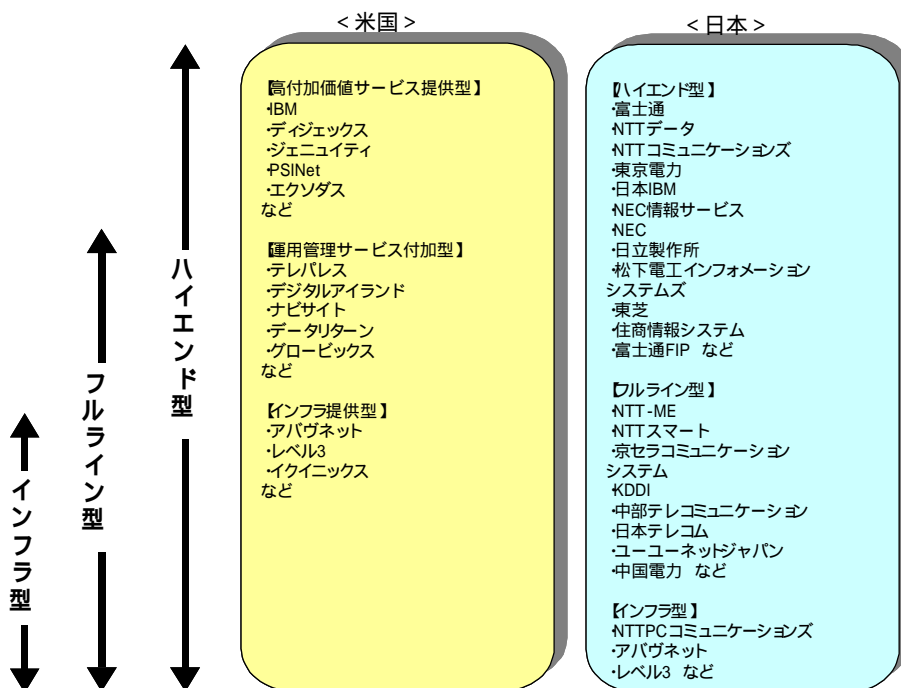 インフラ型
フルライン型
ハイエンド型
<米国>
【高付加価値サービス提供型】
・IBM
・ディジェックス
・ジェニュイティ
・PSINet
・エクソダス
など
【運用管理サービス付加型】
・テレパレス
・デジタルアイランド
・ナビサイト
・データリターン
・グロービックス
など
【インフラ提供型】
・アバヴネット
・レベル3
・イクイニックス
など
<日本>
【ハイエンド型】
・富士通
・NTTデータ
・NTTコミュニケーションズ
・東京電力
・日本IBM
・NEC情報サービス
・NEC
・日立製作所
・松下電工インフォメーション
システムズ
・東芝
・住商情報システム
・富士通FIP など
【フルライン型】
・NTT-ME
・NTTスマート
・京セラコミュニケーション
システム
・KDDI
・中部テレコミュニケーション
・日本テレコム
・ユーユーネットジャパン
・中国電力 など
【インフラ型】
・NTTPCコミュニケーションズ
・アバヴネット
・レベル3 など